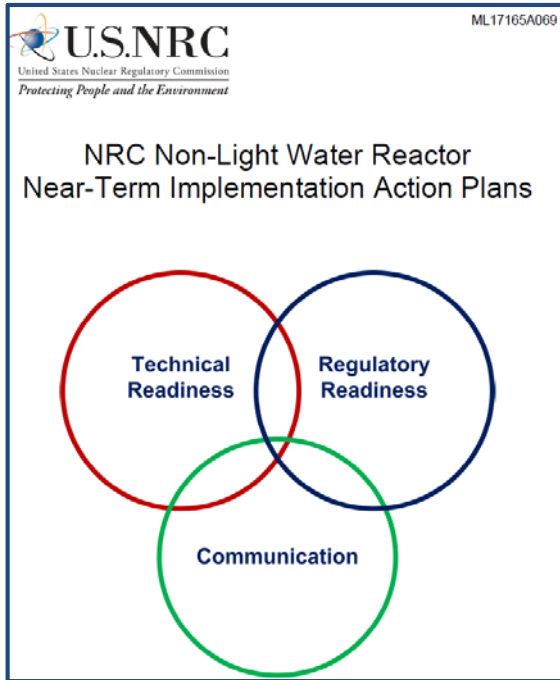 ML17165A069
U.S.NRC
United States Nuclear Regulatory Commission
Protecting People and the Environment
NRC Non-Light Water Reactor
Near-Term Implementation Action Plans
Technical
Readiness
Regulatory
Readiness
Communication